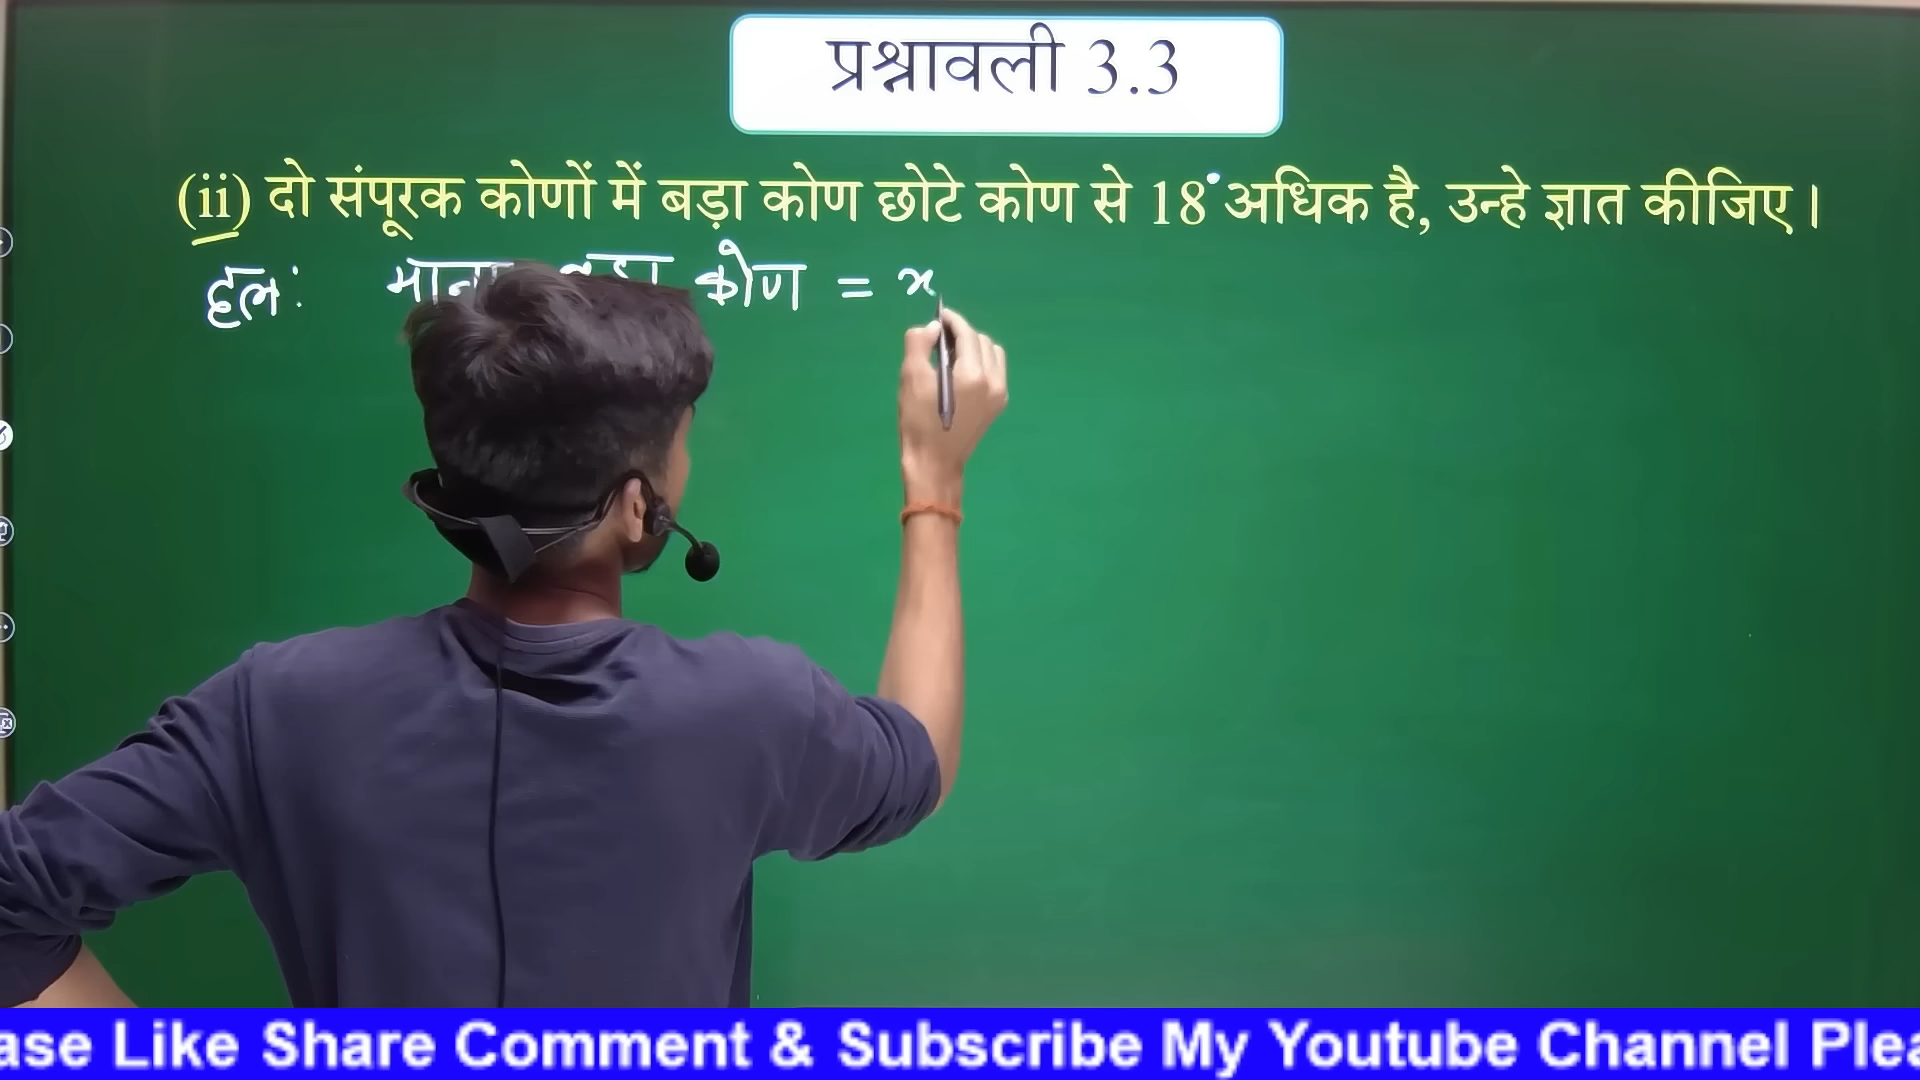 प्रश्नावली 3.3
(ii) दो संपूरक कोणों में बड़ा कोण छोटे कोण से 18° अधिक है, उन्हे ज्ञात कीजिए।
हल: कोण = x
ase Like Share Comment & Subscribe My Youtube Channel Plea